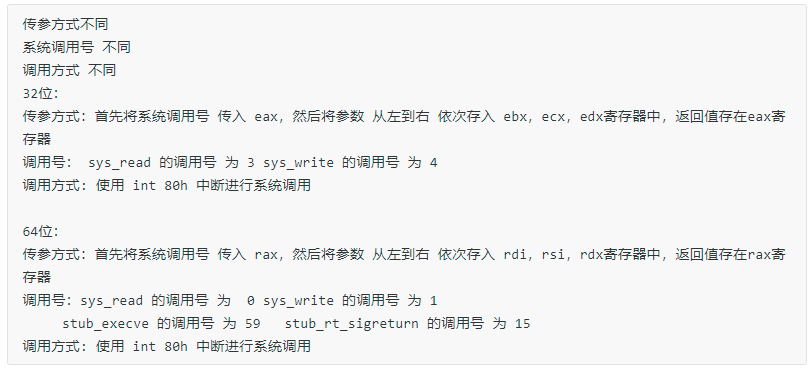 传参方式不同
系统调用号 不同
调用方式 不同
32位：
传参方式：首先将系统调用号 传入 eax，然后将参数 从左到右 依次存入 ebx，ecx，edx寄存器中，返回值存在eax寄
存器
调用号： sys_read 的调用号 为 3 sys_write 的调用号 为 4
调用方式：使用 int 80h 中断进行系统调用
64位：
传参方式：首先将系统调用号 传入 rax，然后将参数 从左到右 依次存入 rdi，rsi，rdx寄存器中，返回值存在rax寄
存器
调用号：sys_read 的调用号 为  0 sys_write 的调用号 为 1
stub_execve 的调用号 为 59   stub_rt_sigreturn 的调用号 为 15
调用方式：使用 int 80h 中断进行系统调用